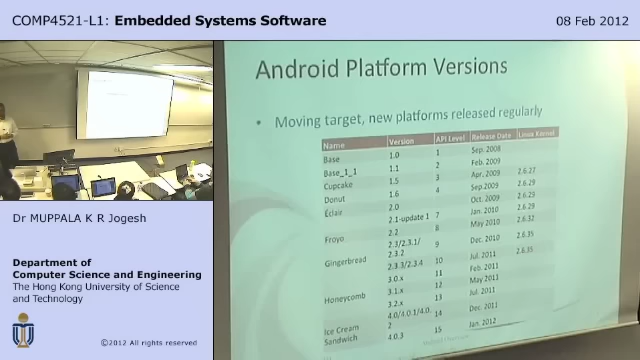 COMP4521-L1: Embedded Systems Software
08 Feb 2012
Android Platform Versions
• Moving target, new platforms released regularly
Name Version API Level Release Date Linux Kernel
Base 1.0 1 Sep. 2008
Base_1_1 1.1 2 Feb. 2009
Cupcake 1.5 3 Apr. 2009 2.6.27
Donut 1.6 4 Sep.2009 2.6.29
Éclair 2.0 Oct. 2009 2.6.29
2.1-update 1 7 Jan. 2010 2.6.29
Froyo 2.2 8 May 2010 2.6.32
Gingerbread 2.3/2.3.1/ 9 Dec. 2010 2.6.35
2.3.2
2.3.3/2.3.4 10 Jul. 2011 2.6.35
Honeycomb 3.0.x 11 Feb. 2011
3.1.x 12 May 2011
3.2.x 13 Jul. 2011
Ice Cream 4.0/4.0.1/4.0. 14 Dec. 2011
Sandwich 2
4.0.3 15 Jan. 2012
Dr MUPPALA K R Jogesh
Department of
Computer Science and Engineering
The Hong Kong University of Science
and Technology
©2012 All rights reserved